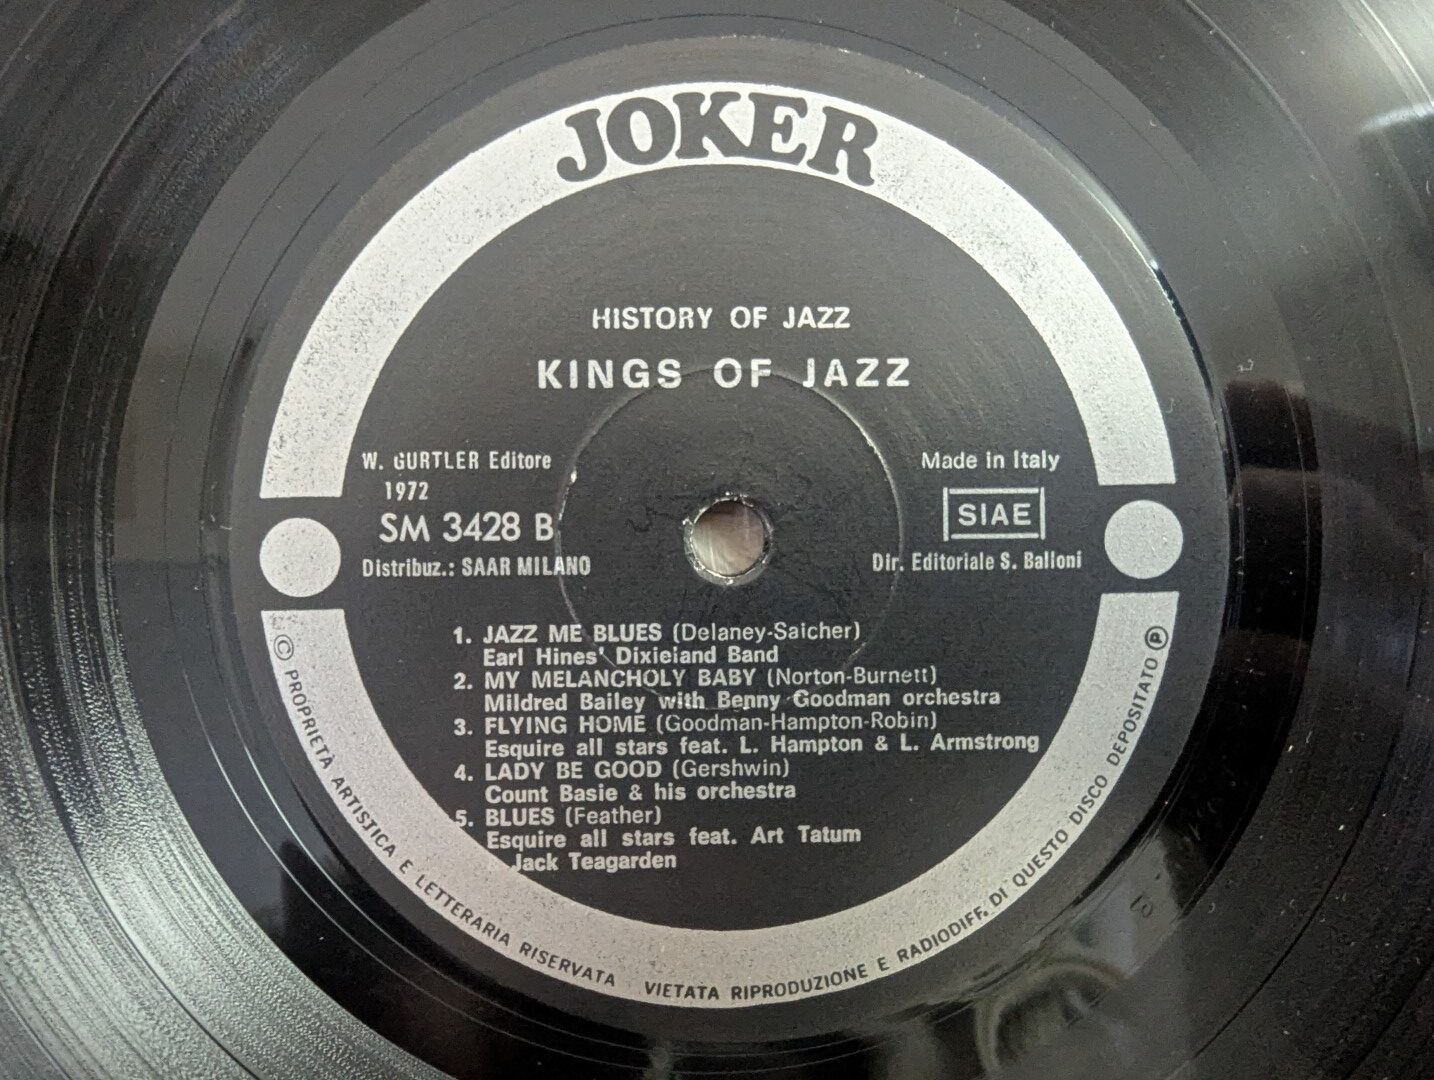 JOKER
HISTORY OF JAZZ
KINGS OF JAZZ
W. GURTLER Editore
1972
SM 3428 B
Distribuz.: SAAR MILANO
Made in Italy
SIAE
Dir. Editoriale S. Balloni
1. JAZZ ME BLUES (Delaney-Saicher)
Earl Hines' Dixieland Band
2. MY MELANCHOLY BABY (Norton-Burnett)
Mildred Bailey with Benny Goodman orchestra
3. FLYING HOME (Goodman-Hampton-Robin)
Esquire all stars feat. L. Hampton & L. Armstrong
4. LADY BE GOOD (Gershwin)
Count Basie & his orchestra
5. BLUES (Feather)
Esquire all stars feat. Art Tatum
Jack Teagarden
© PROPRIETA ARTISTICA E LETTERARIA RISERVATA VIETATA RIPRODUZIONE E RADIODIFF. DI QUESTO DISCO DEPOSITATO ℗